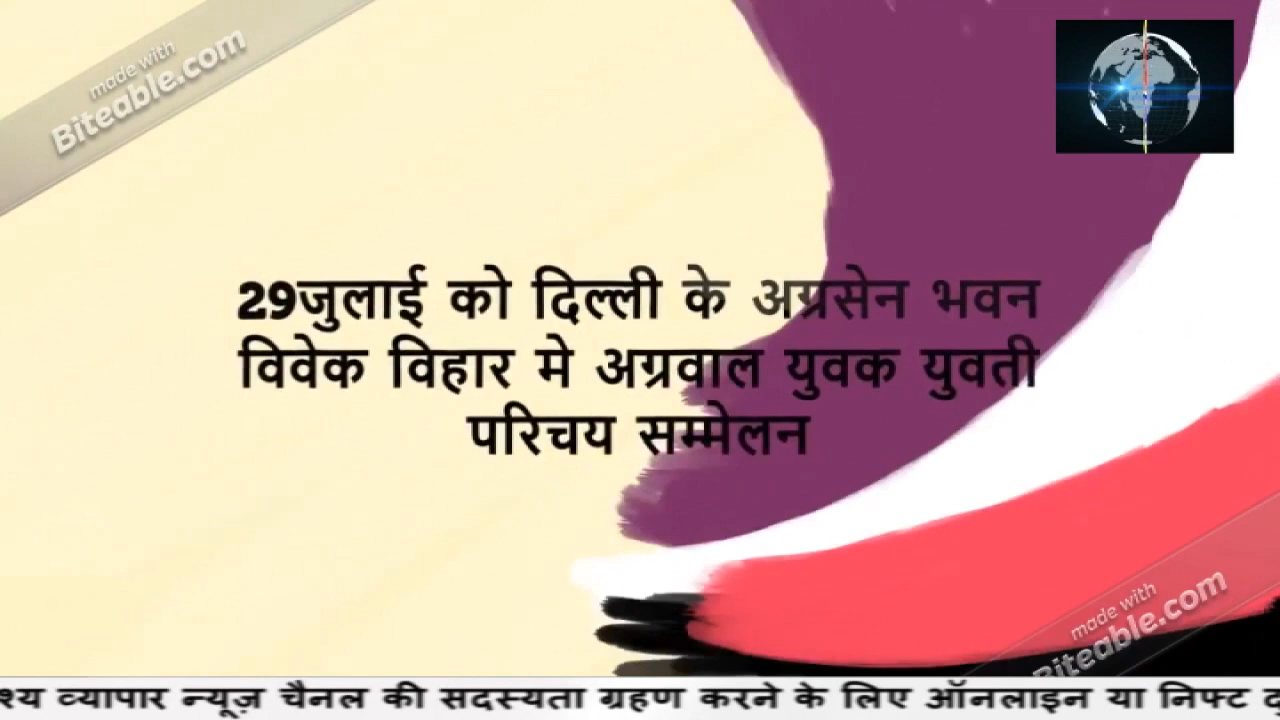 made with
Biteable.com
29जुलाई को दिल्ली के अग्रसेन भवन
विवेक विहार मे अग्रवाल युवक युवती
परिचय सम्मेलन
made with
Biteable.com
व्यापार न्यूज़ चैनल की सदस्यता ग्रहण करने के लिए ऑनलाइन या निफ्ट